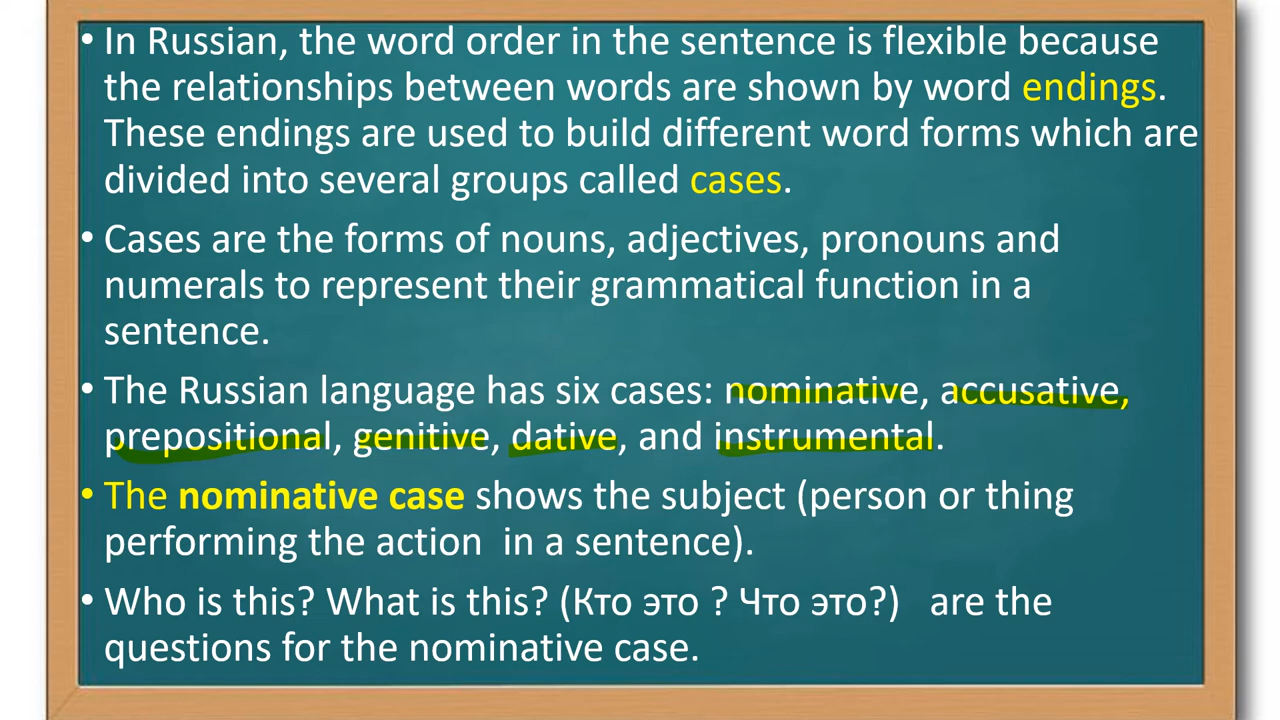 • In Russian, the word order in the sentence is flexible because
the relationships between words are shown by word endings.
These endings are used to build different word forms which are
divided into several groups called cases.
• Cases are the forms of nouns, adjectives, pronouns and
numerals to represent their grammatical function in a
sentence.
• The Russian language has six cases: nominative, accusative,
prepositional, genitive, dative, and instrumental.
• The nominative case shows the subject (person or thing
performing the action  in a sentence).
• Who is this? What is this? (Кто это ? Что это?)   are the
questions for the nominative case.